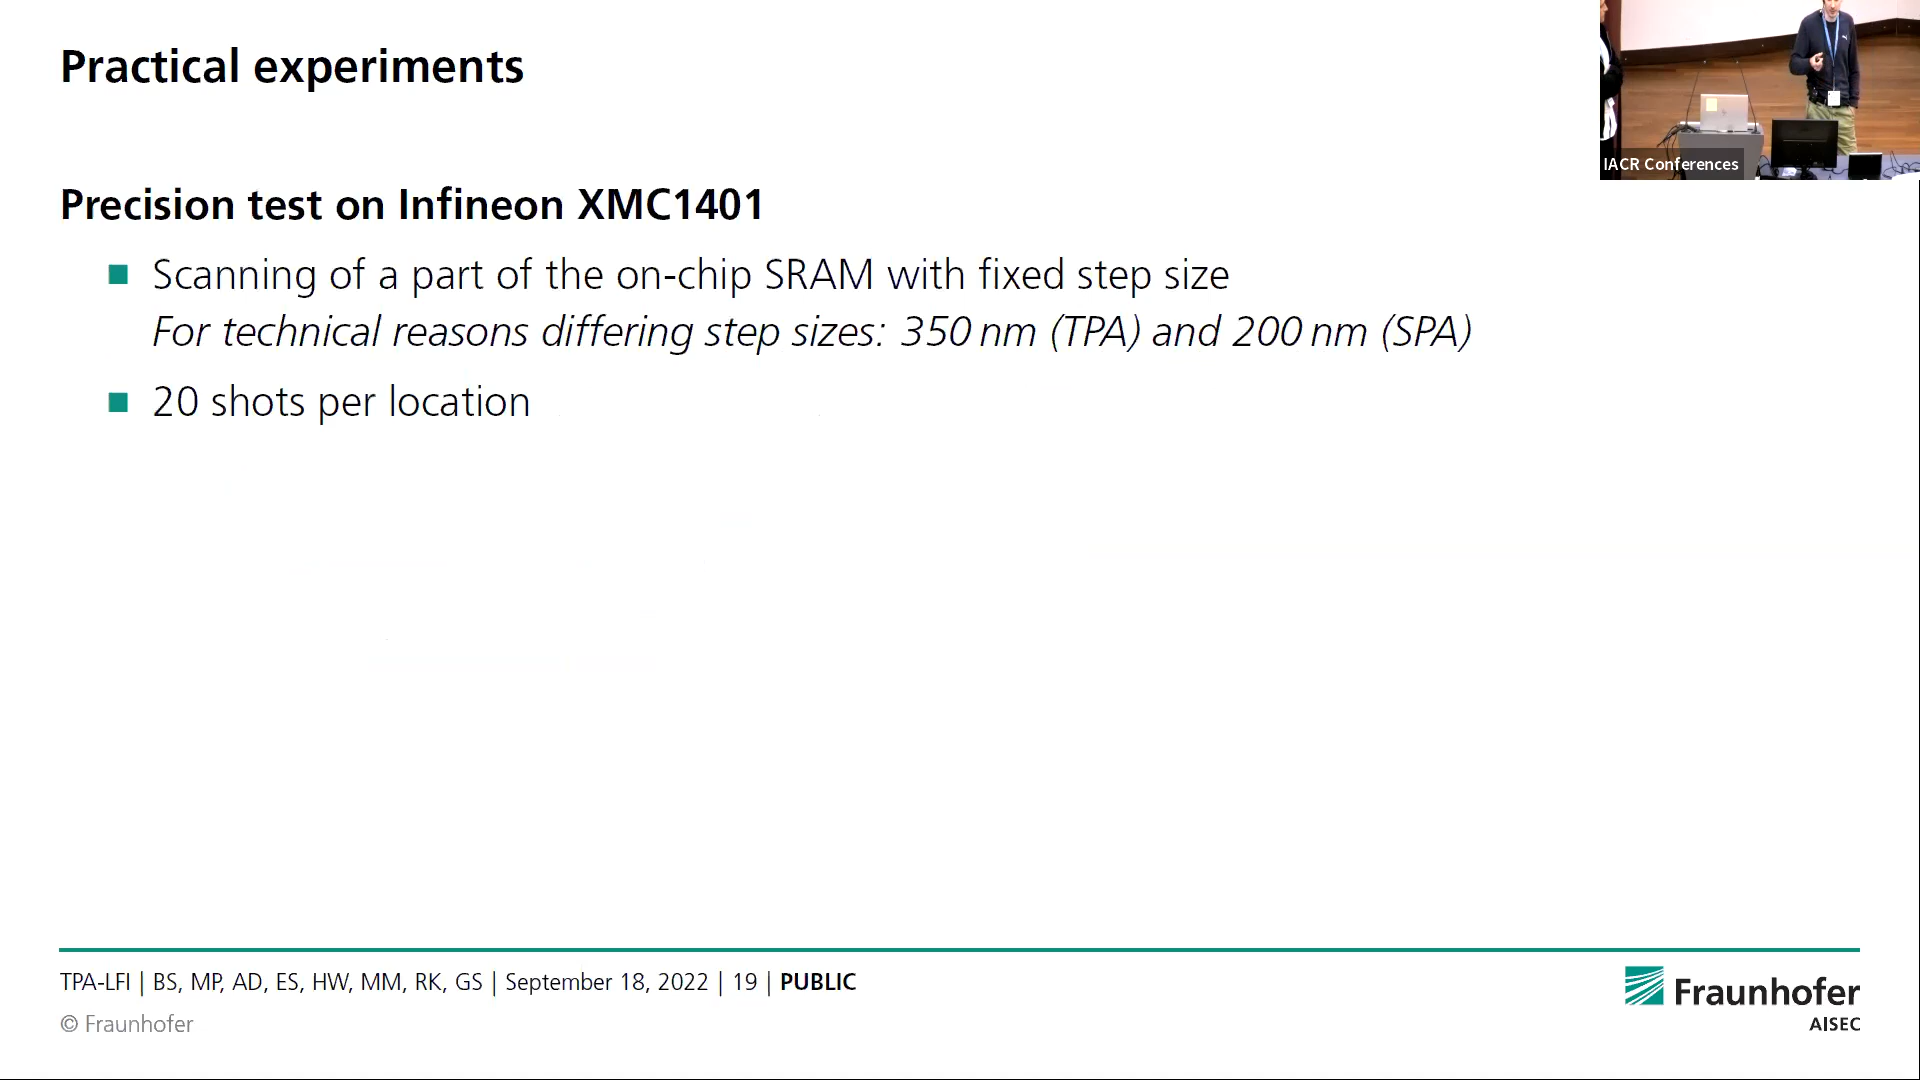 Practical experiments
IACR Conferences
Precision test on Infineon XMC1401
Scanning of a part of the on-chip SRAM with fixed step size
For technical reasons differing step sizes: 350 nm (TPA) and 200 nm (SPA)
20 shots per location
TPA-LFI | BS, MP, AD, ES, HW, MM, RK, GS | September 18, 2022 | 19 | PUBLIC
© Fraunhofer
Fraunhofer
AISEC